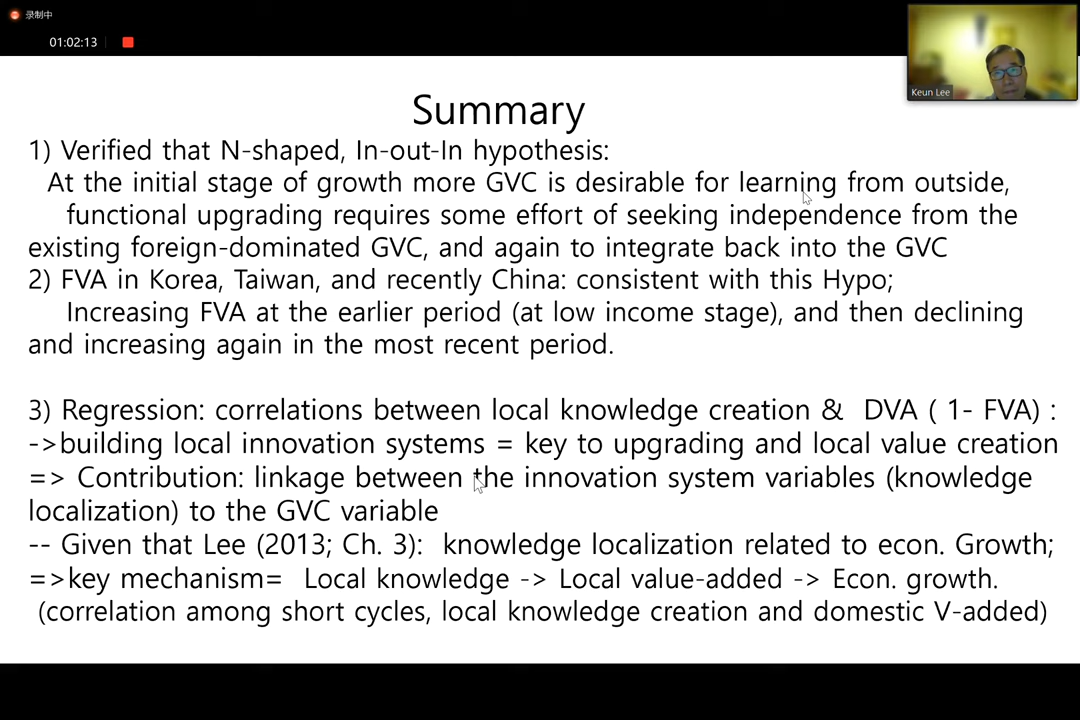 录制中
01:02:13
Keun Lee
Summary
1) Verified that N-shaped, In-out-In hypothesis:
At the initial stage of growth more GVC is desirable for learning from outside,
functional upgrading requires some effort of seeking independence from the
existing foreign-dominated GVC, and again to integrate back into the GVC
2) FVA in Korea, Taiwan, and recently China: consistent with this Hypo;
Increasing FVA at the earlier period (at low income stage), and then declining
and increasing again in the most recent period.
3) Regression: correlations between local knowledge creation & DVA ( 1- FVA) :
->building local innovation systems = key to upgrading and local value creation
=> Contribution: linkage between the innovation system variables (knowledge
localization) to the GVC variable
-- Given that Lee (2013; Ch. 3): knowledge localization related to econ. Growth;
=>key mechanism= Local knowledge -> Local value-added -> Econ. growth.
(correlation among short cycles, local knowledge creation and domestic V-added)